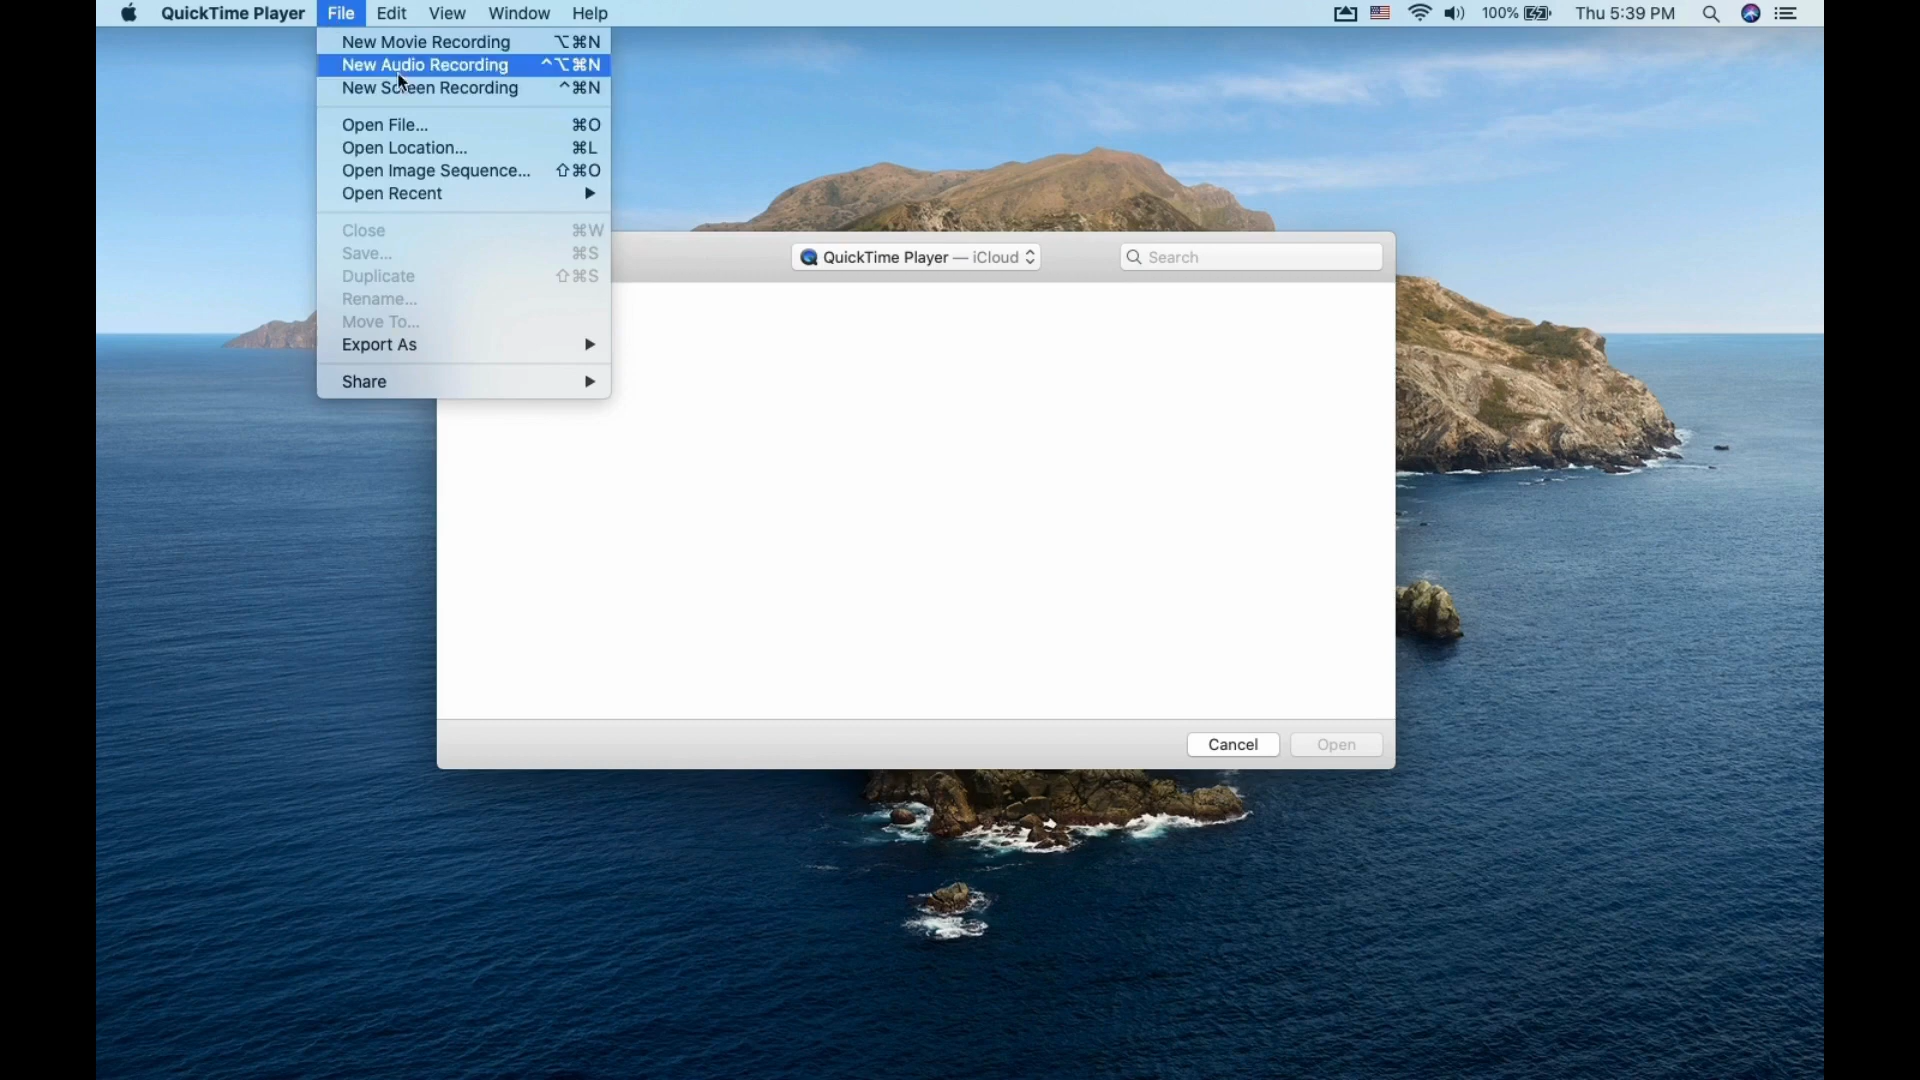 QuickTime Player File Edit View Window Help 100% Thu 5:39 PM
New Movie Recording ⌥⌘N
New Audio Recording ^⌥⌘N
New Screen Recording ^⌘N
Open File... ⌘O
Open Location... ⌘L
Open Image Sequence... ⇧⌘O
Open Recent
Close ⌘W
Save... ⌘S
Duplicate ⇧⌘S
Rename...
Move To...
Export As
Share
QuickTime Player — iCloud
Search
Cancel Open